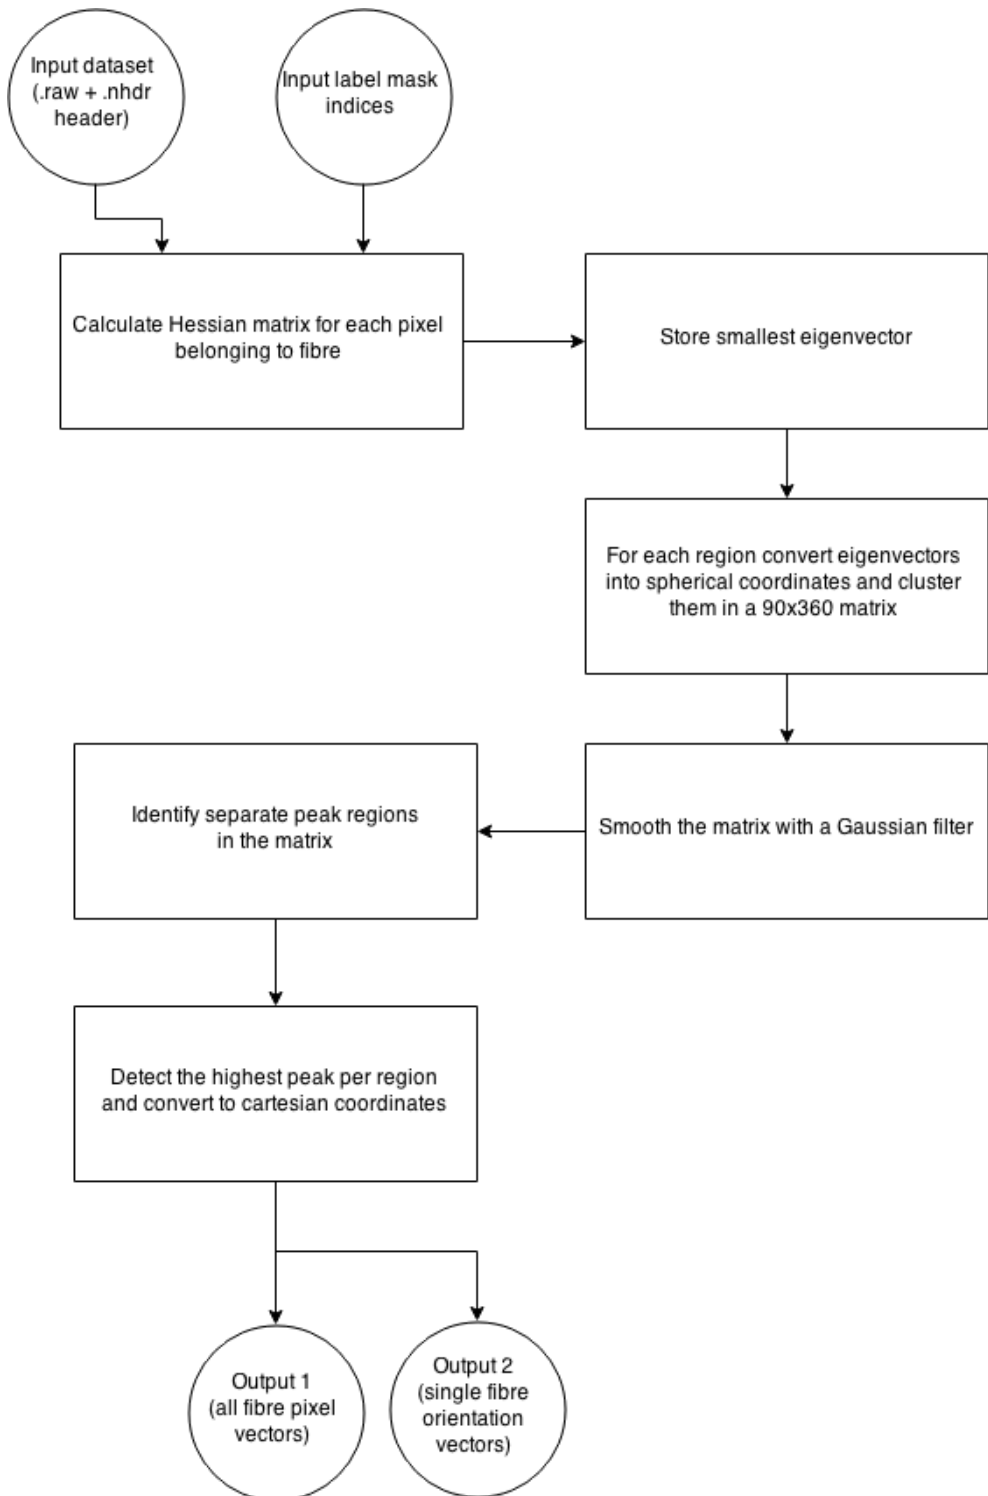 Input dataset
(.raw + .nhdr
header)
Input label mask
indices
Calculate Hessian matrix for each pixel
belonging to fibre
Store smallest eigenvector
For each region convert eigenvectors
into spherical coordinates and cluster
them in a 90x360 matrix
Identify separate peak regions
in the matrix
Smooth the matrix with a Gaussian filter
Detect the highest peak per region
and convert to cartesian coordinates
Output 1
(all fibre pixel
vectors)
Output 2
(single fibre
orientation
vectors)